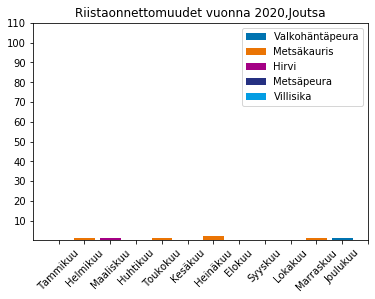 Riistaonnettomuudet vuonna 2020,Joutsa
110
100
90
80
70
60
50
40
30
20
10
Valkohäntäpeura
Metsäkauris
Hirvi
Metsäpeura
Villisika
Tammikuu
Helmikuu
Maaliskuu
Huhtikuu
Toukokuu
Kesäkuu
Heinäkuu
Elokuu
Syyskuu
Lokakuu
Marraskuu
Joulukuu